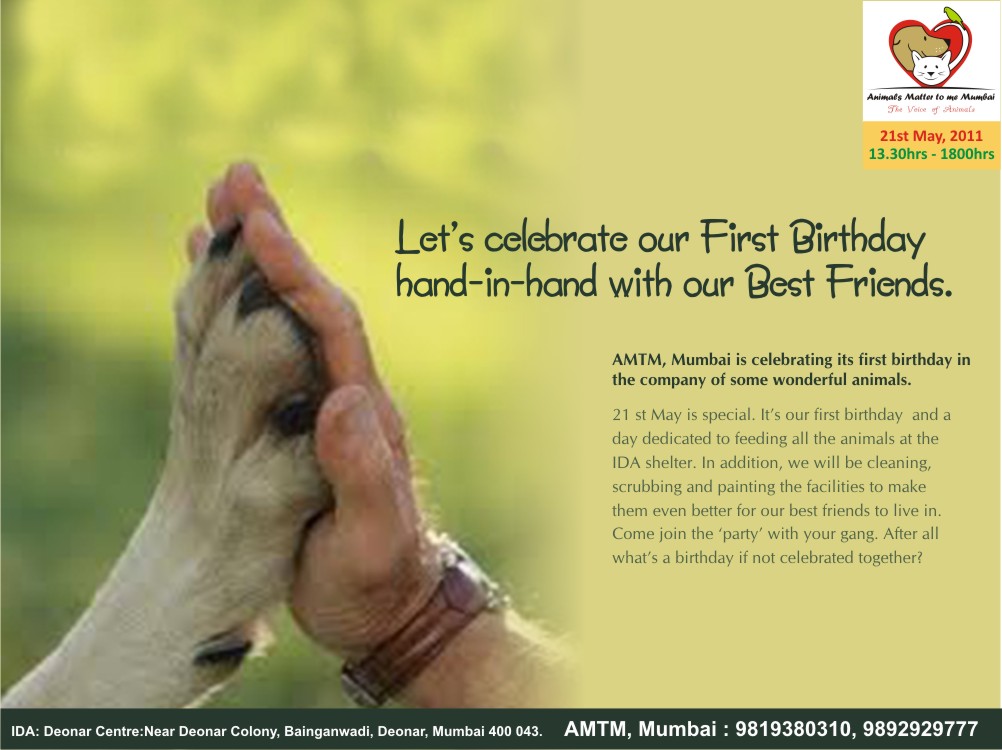 Animals Matter to me Mumbai
The Voice of Animals
21st May, 2011
13.30hrs - 1800hrs
Let's celebrate our First Birthday
hand-in-hand with our Best Friends.
AMTM, Mumbai is celebrating its first birthday in
the company of some wonderful animals.
21 st May is special. It's our first birthday and a
day dedicated to feeding all the animals at the
IDA shelter. In addition, we will be cleaning,
scrubbing and painting the facilities to make
them even better for our best friends to live in.
Come join the 'party' with your gang. After all
what's a birthday if not celebrated together?
IDA: Deonar Centre:Near Deonar Colony, Bainganwadi, Deonar, Mumbai 400 043. AMTM, Mumbai : 9819380310, 9892929777